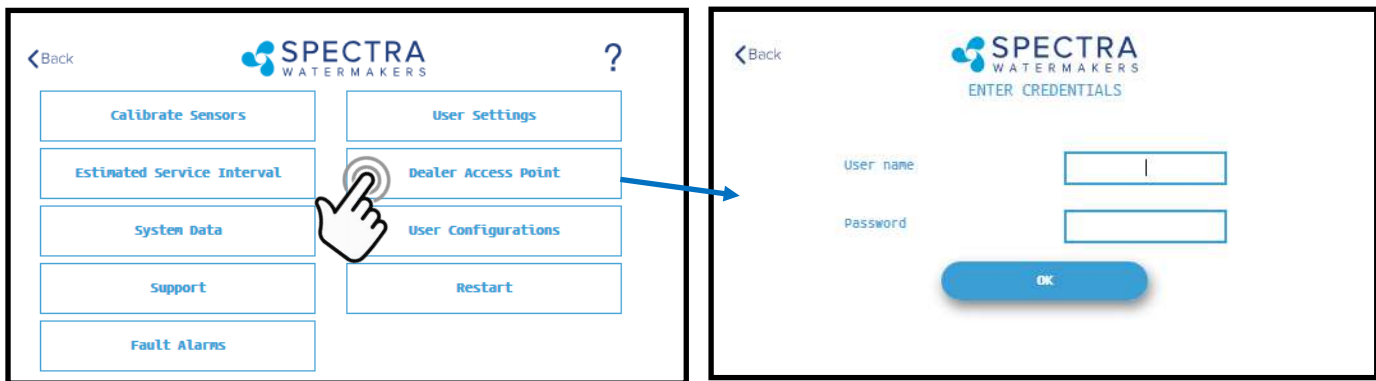 Back
SPECTRA
WATERMAKERS
?
Calibrate Sensors
User Settings
Estimated Service Interval
Dealer Access Point
System Data
User Configurations
Support
Restart
Fault Alarms
Back
SPECTRA
WATERMAKERS
ENTER CREDENTIALS
User name
Password
OK